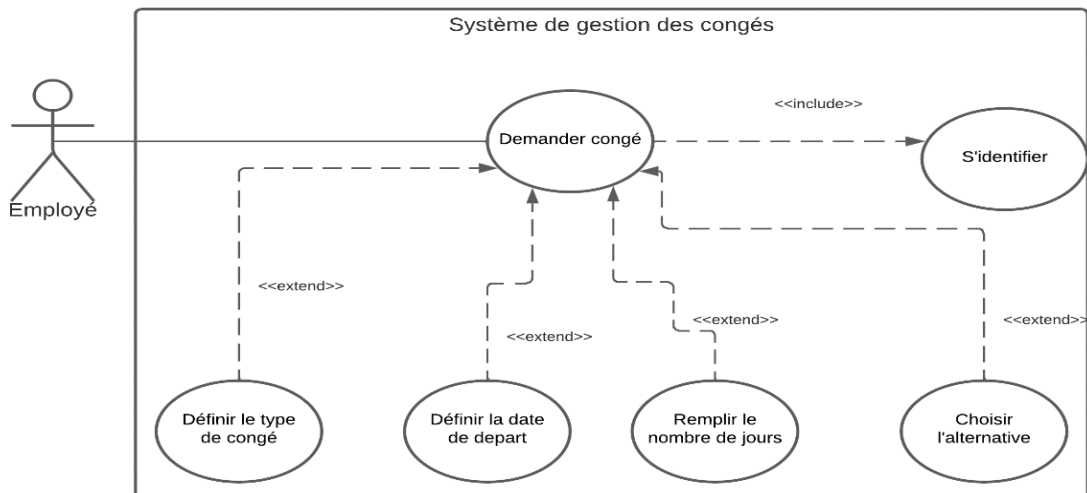 Système de gestion des congés
<<include>>
Demander congé
S'identifier
Employé
<<extend>>
<<extend>>
<<extend>>
<<extend>>
Définir le type
de congé
Définir la date
de depart
Remplir le
nombre de jours
Choisir
l'alternative